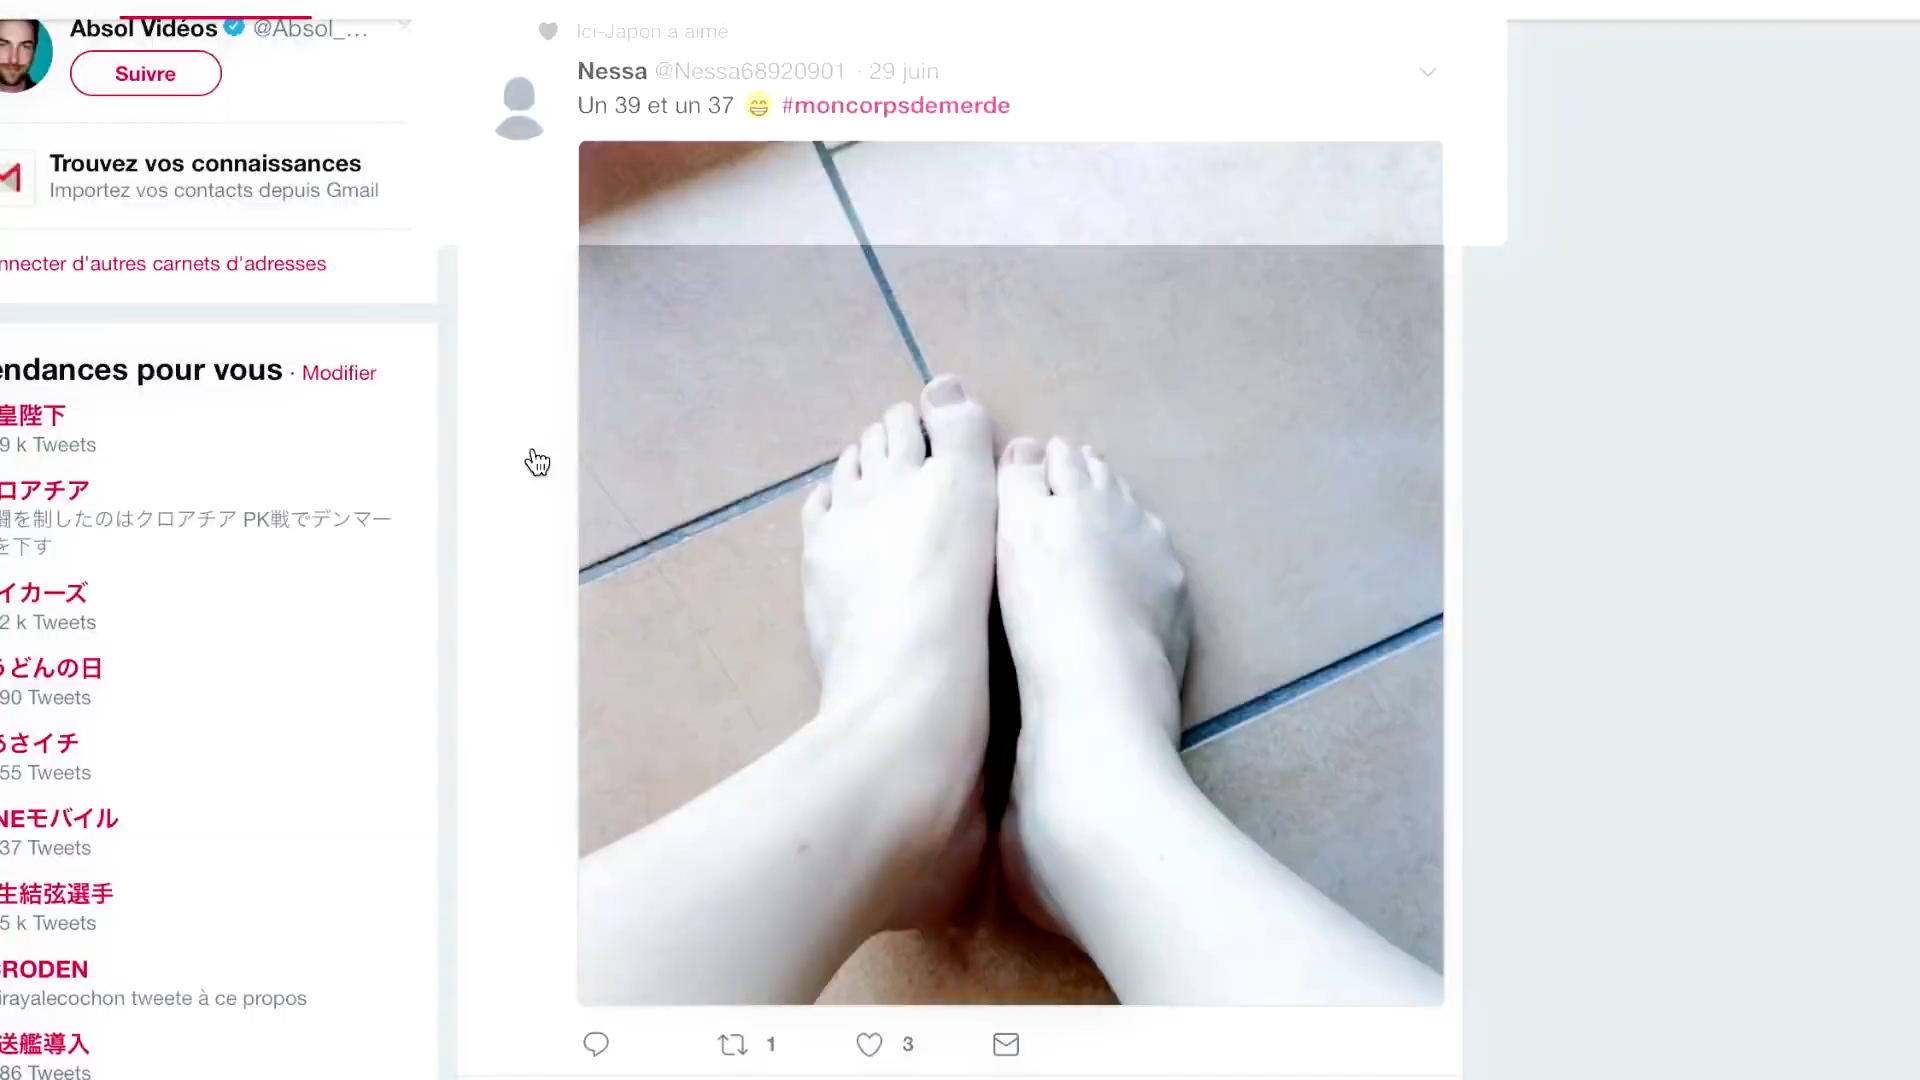 Absol Vidéos @Absol_...
Suivre
Trouvez vos connaissances
Importez vos contacts depuis Gmail
nnecter d'autres carnets d'adresses
endances pour vous · Modifier
皇陛下
9 k Tweets
ロアチア
闘を制したのはクロアチア PK戦でデンマー
を下す
イカーズ
2 k Tweets
うどんの日
90 Tweets
あさイチ
55 Tweets
NEモバイル
37 Tweets
生結弦選手
5 k Tweets
RODEN
irayalecochon tweete à ce propos
送艦導入
86 Tweets
Ici-Japon a aimé
Nessa @Nessa68920901 · 29 juin
Un 39 et un 37 😄 #moncorpsdemerde
1 3